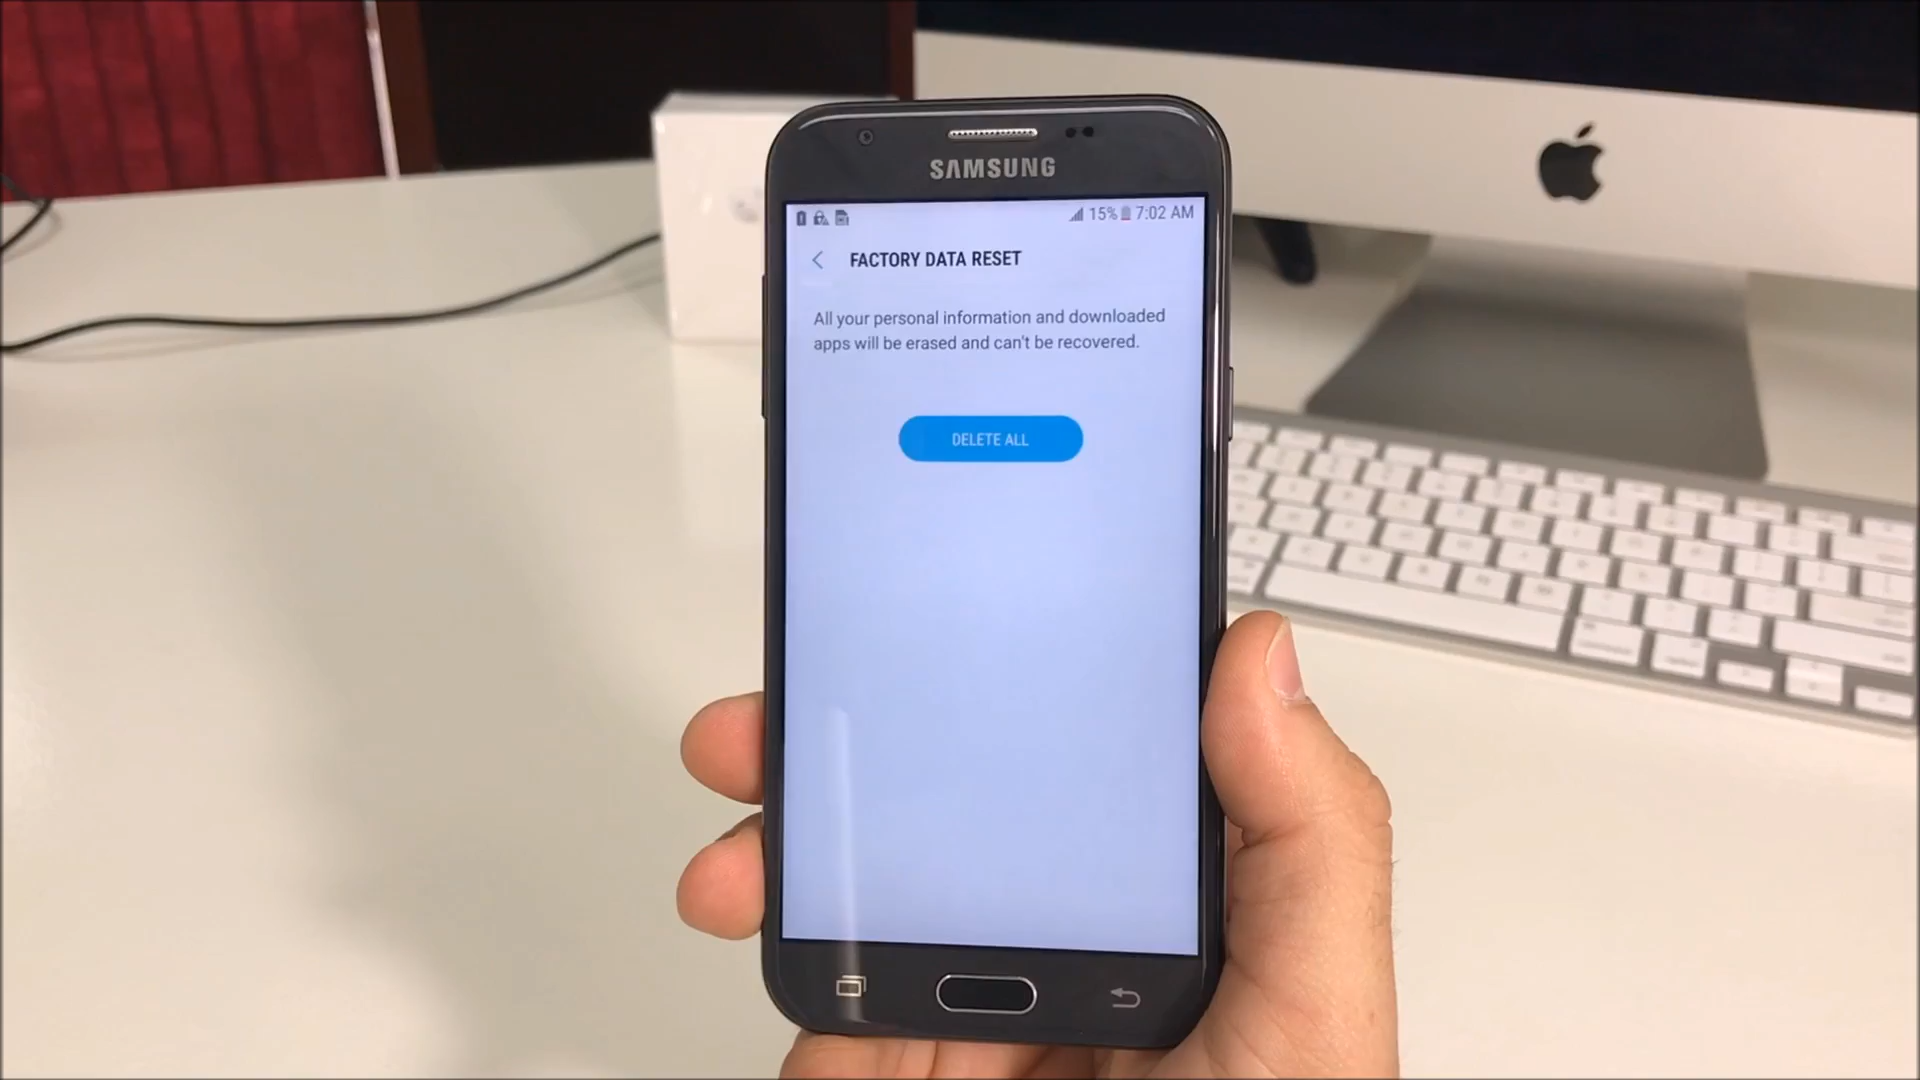 SAMSUNG
15% 7:02 AM
FACTORY DATA RESET
All your personal information and downloaded
apps will be erased and can't be recovered.
DELETE ALL